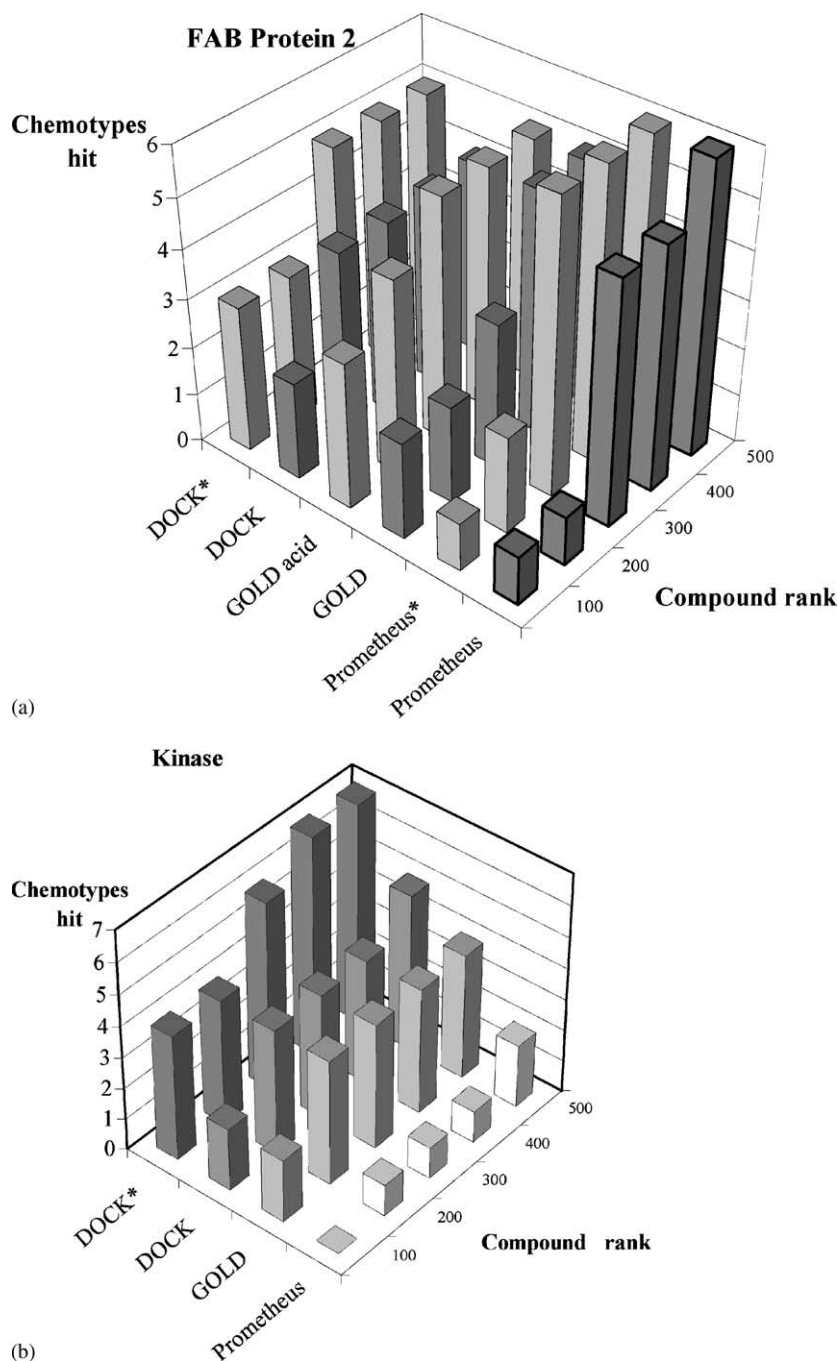 FAB Protein 2
Chemotypes
hit
6
5
4
3
2
1
0
DOCK*
DOCK
GOLD acid
GOLD
Prometheus*
Prometheus
100
200
300
400
500
Compound rank
(a)
Kinase
Chemotypes
hit
7
6
5
4
3
2
1
0
DOCK*
DOCK
GOLD
Prometheus
100
200
300
400
500
Compound rank
(b)